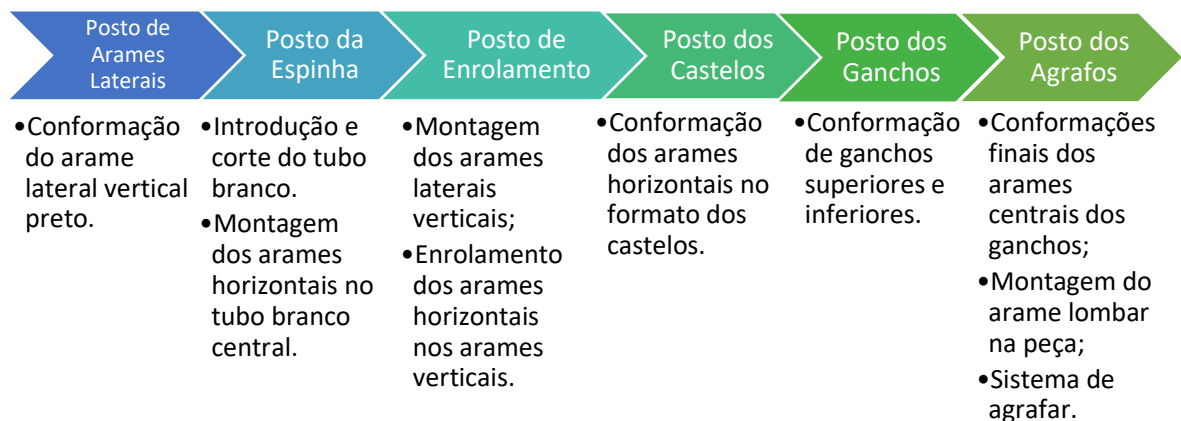 Posto de
Arames
Laterais
•Conformação
do arame
lateral vertical
preto.
Posto da
Espinha
•Introdução e
corte do tubo
branco.
•Montagem
dos arames
horizontais no
tubo branco
central.
Posto de
Enrolamento
•Montagem
dos arames
laterais
verticais;
•Enrolamento
dos arames
horizontais
nos arames
verticais.
Posto dos
Castelos
•Conformação
dos arames
horizontais no
formato dos
castelos.
Posto dos
Ganchos
•Conformação
de ganchos
superiores e
inferiores.
Posto dos
Agrafos
•Conformações
finais dos
arames
centrais dos
ganchos;
•Montagem do
arame lombar
na peça;
•Sistema de
agrafar.